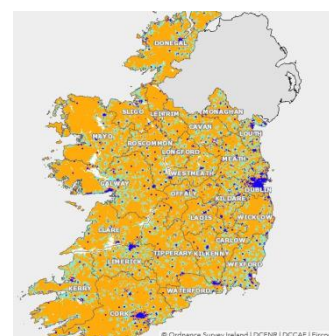 DONEGAL
SLIGO LEITRIM MONAGHAN
CAVAN LOUTH
MAYO ROSCOMMON
LONGFORD MEATH
WESTMEATH
GALWAY DUBLIN
OFFALY KILDARE
LAOIS WICKLOW
CLARE
CARLOW
TIPPERARY KILKENNY
LIMERICK WEXFORD
KERRY WATERFORD
CORK
© Ordnance Survey Ireland | DCENR | DCCAE |